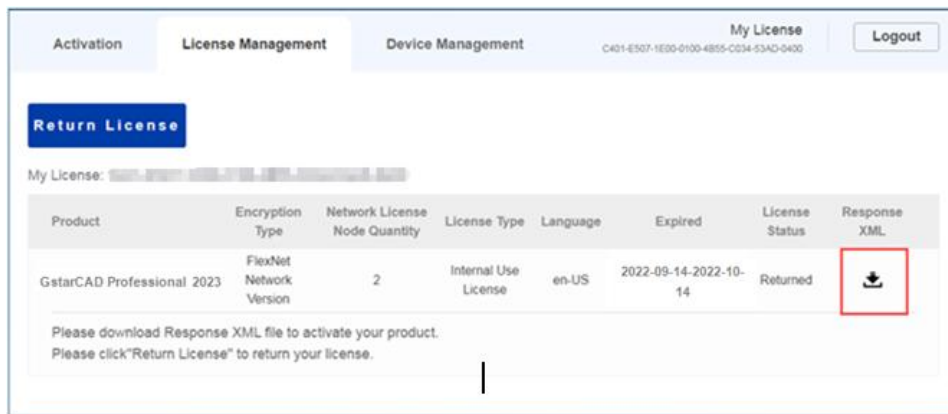 Activation License Management Device Management My License Logout
C401-E507-1E00-0100-4B55-C034-53AD-0400
Return License
My License:
Product Encryption Type Network License Node Quantity License Type Language Expired License Status Response XML
GstarCAD Professional 2023 FlexNet Network Version 2 Internal Use License en-US 2022-09-14-2022-10-14 Returned
Please download Response XML file to activate your product.
Please click"Return License" to return your license.